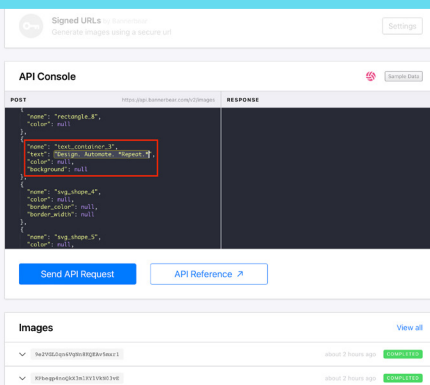 Signed URLs by Bannerbear
Generate images using a secure url
Settings
API Console
Sample Data
POST
https://api.bannerbear.com/v2/images
RESPONSE
"name": "rectangle_8",
"color": null
},
{
"name": "text_container_3",
"text": "Design. Automate. *Repeat.*",
"color": null,
"background": null
},
{
"name": "svg_shape_4",
"color": null,
"border_color": null,
"border_width": null
},
{
"name": "svg_shape_5",
"color": null,
Send API Request
API Reference ↗
Images
View all
about 3 hours ago
COMPLETED
about 3 hours ago
COMPLETED